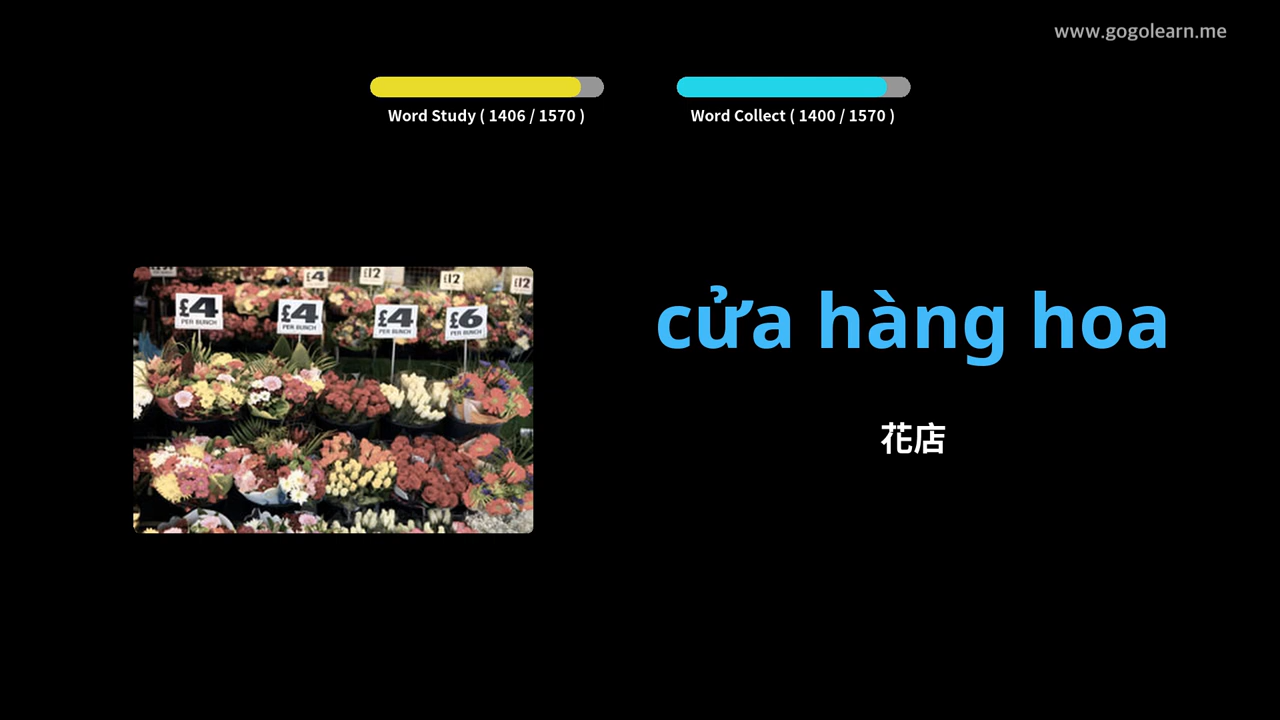 www.gogolearn.me
Word Study ( 1406 / 1570 )
Word Collect ( 1400 / 1570 )
£4
£12
£12
£12
£4
PER BUNCH
£4
PER BUNCH
£4
PER BUNCH
£6
PER BUNCH
cửa hàng hoa
花店